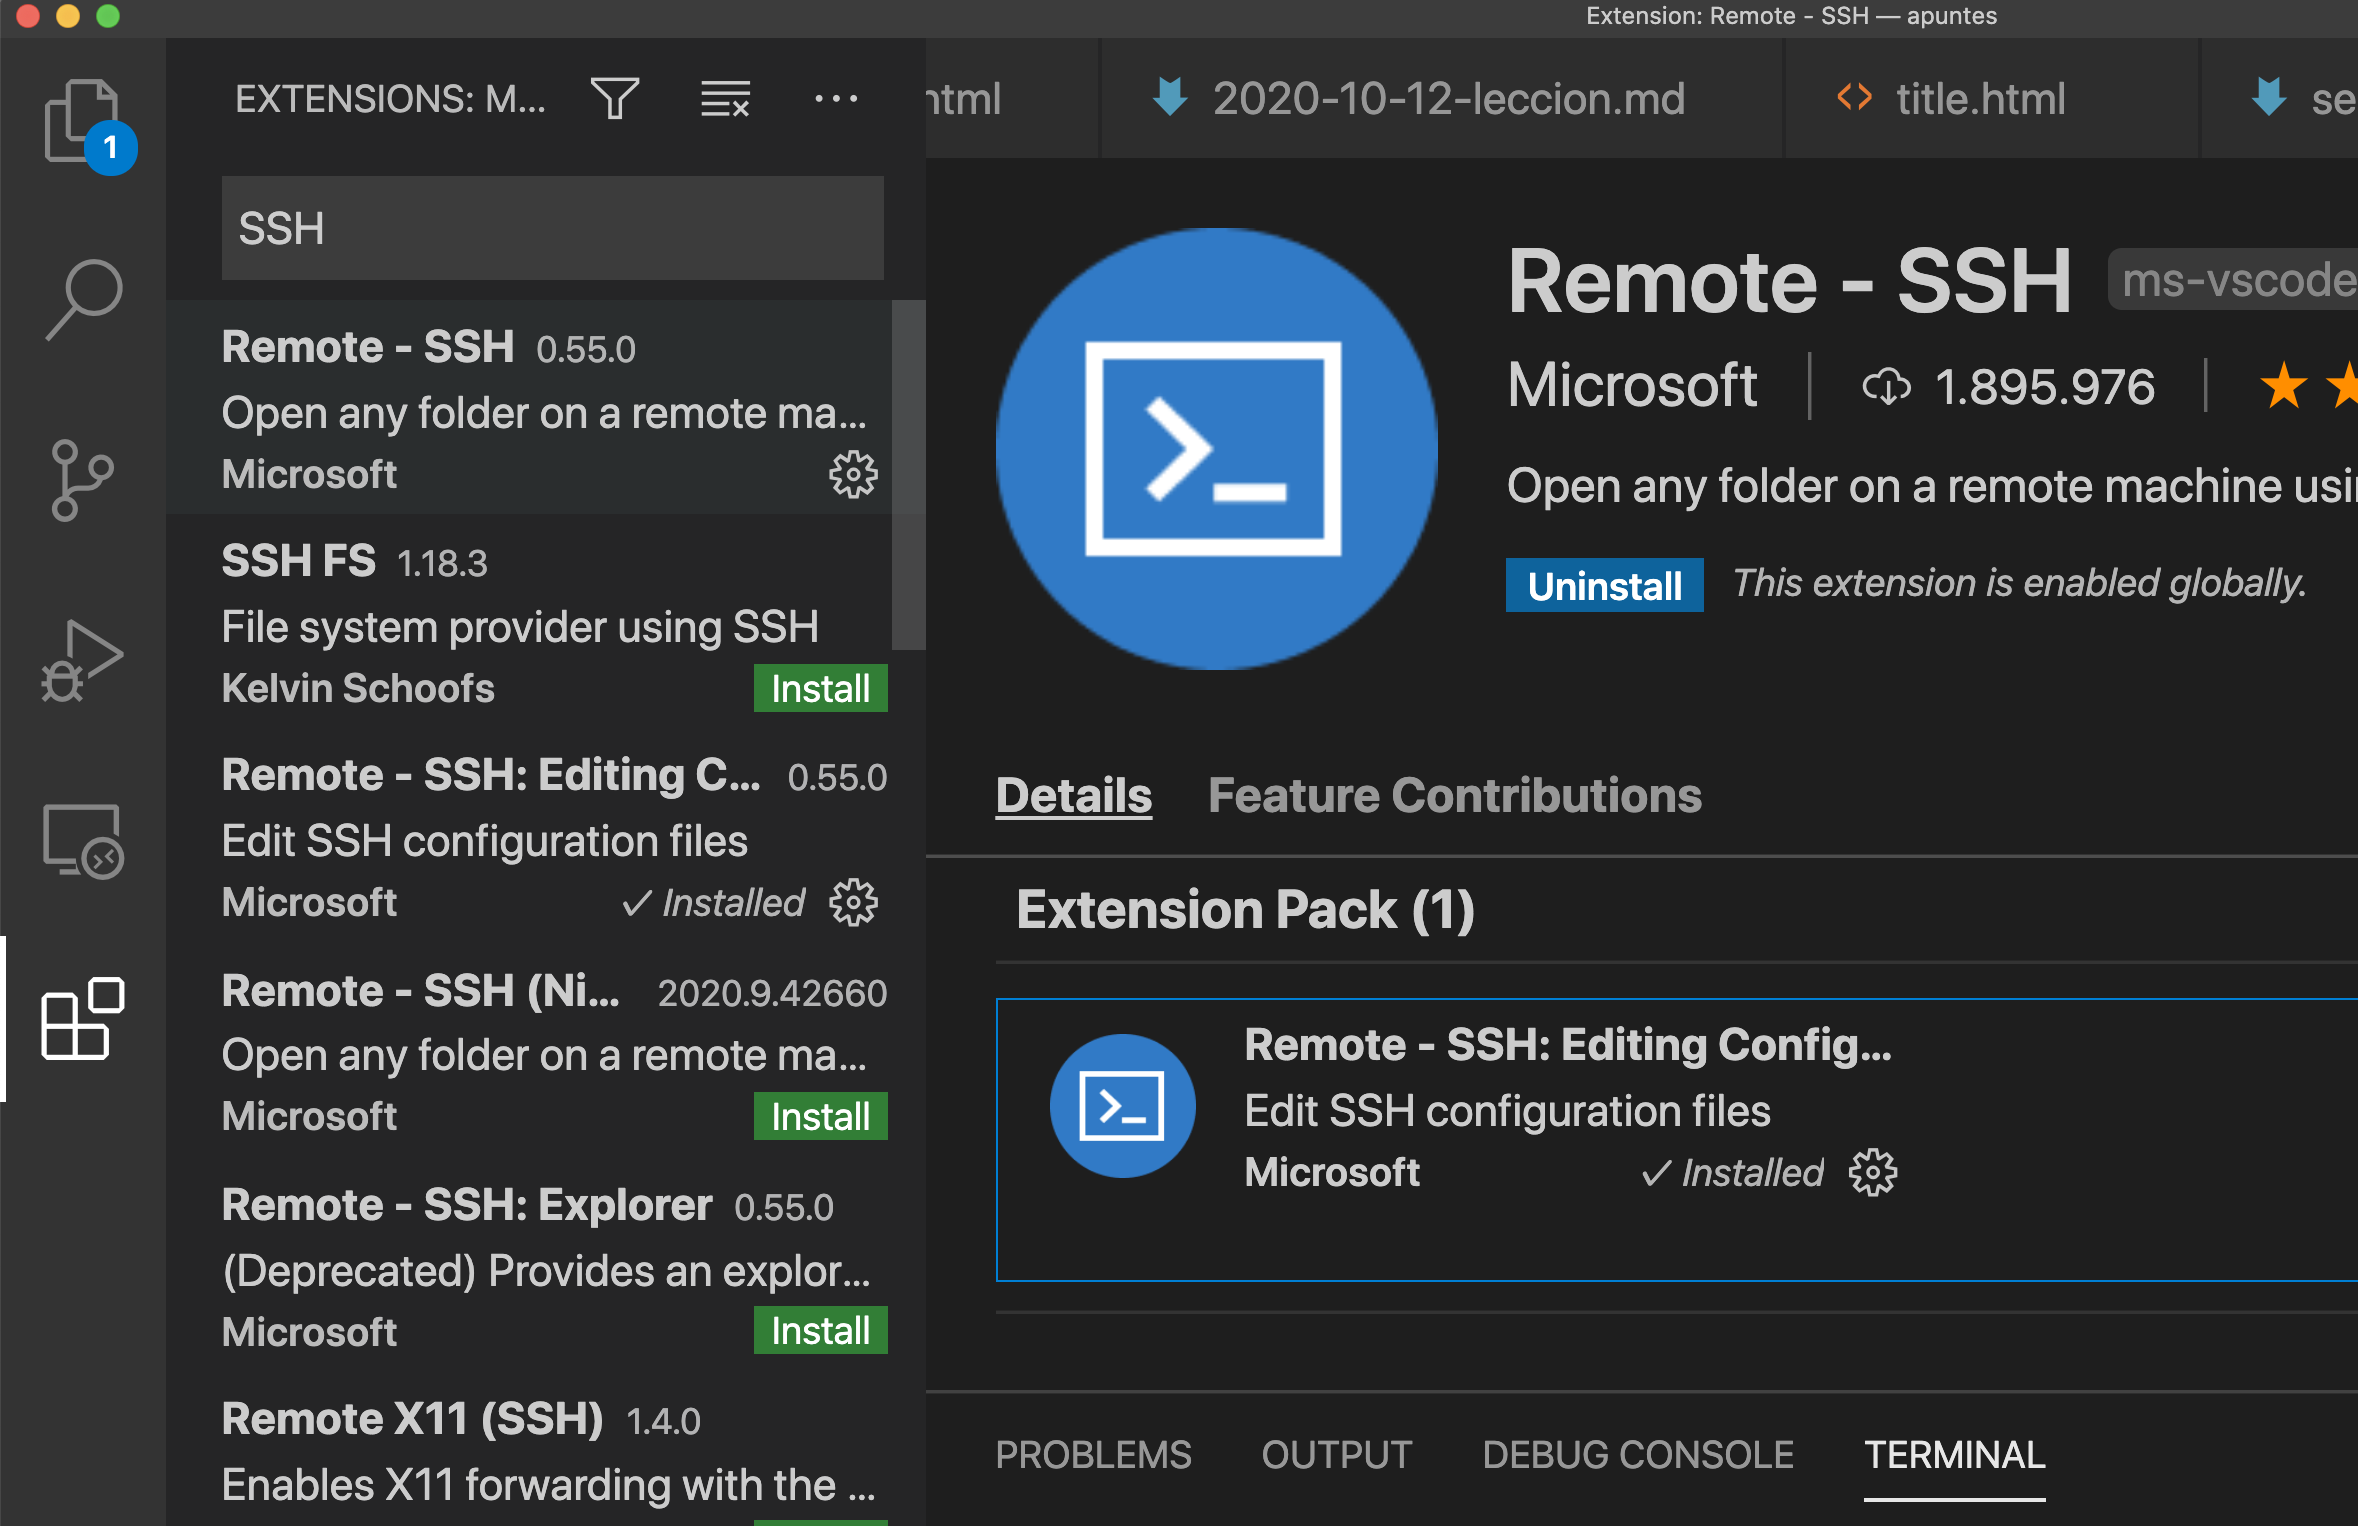 Extension: Remote - SSH — apuntes
EXTENSIONS: M...
1
SSH
Remote - SSH 0.55.0
Open any folder on a remote ma...
Microsoft
SSH FS 1.18.3
File system provider using SSH
Kelvin Schoofs Install
Remote - SSH: Editing C... 0.55.0
Edit SSH configuration files
Microsoft ✓ Installed
Remote - SSH (Ni... 2020.9.42660
Open any folder on a remote ma...
Microsoft Install
Remote - SSH: Explorer 0.55.0
(Deprecated) Provides an explor...
Microsoft Install
Remote X11 (SSH) 1.4.0
Enables X11 forwarding with the ...
html 2020-10-12-leccion.md title.html se
Remote - SSH ms-vscode
Microsoft 1.895.976
Open any folder on a remote machine usi
Uninstall This extension is enabled globally.
Details Feature Contributions
Extension Pack (1)
Remote - SSH: Editing Config...
Edit SSH configuration files
Microsoft ✓ Installed
PROBLEMS OUTPUT DEBUG CONSOLE TERMINAL